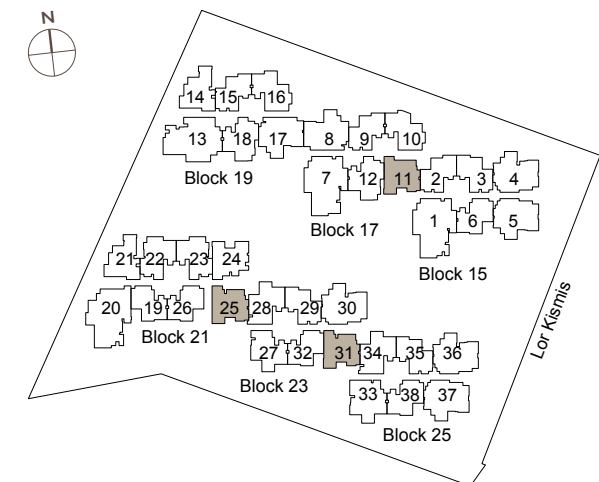 N
14 15 16
13 18 17 8 9 10
Block 19
7 12 11 2 3 4
Block 17
1 6 5
Block 15
21 22 23 24
20 19 26 25 28 29 30
Block 21
27 32 31 34 35 36
Block 23
33 38 37
Block 25
Lor Kismis